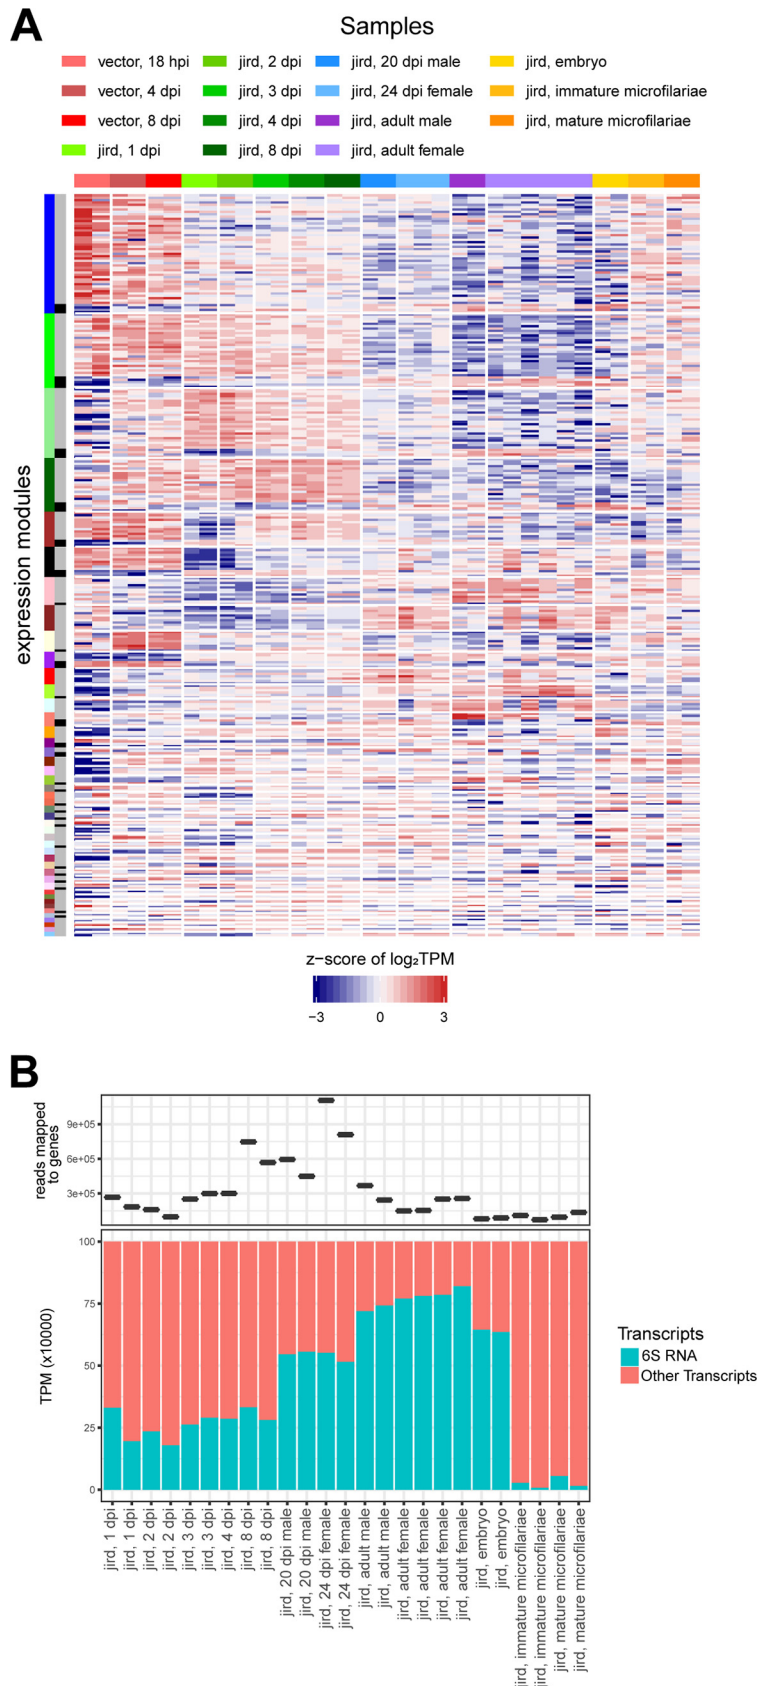 A
Samples
vector, 18 hpi
jird, 2 dpi
jird, 20 dpi male
jird, embryo
vector, 4 dpi
jird, 3 dpi
jird, 24 dpi female
jird, immature microfilariae
vector, 8 dpi
jird, 4 dpi
jird, adult male
jird, mature microfilariae
jird, 1 dpi
jird, 8 dpi
jird, adult female
expression modules
z−score of log₂TPM
−3 0 3
B
reads mapped
to genes
9e+05
6e+05
3e+05
TPM (x10000)
100
75
50
25
0
Transcripts
6S RNA
Other Transcripts
jird, 1 dpi
jird, 1 dpi
jird, 2 dpi
jird, 2 dpi
jird, 3 dpi
jird, 3 dpi
jird, 4 dpi
jird, 8 dpi
jird, 8 dpi
jird, 20 dpi male
jird, 20 dpi male
jird, 24 dpi female
jird, 24 dpi female
jird, adult male
jird, adult male
jird, adult female
jird, adult female
jird, adult female
jird, adult female
jird, embryo
jird, embryo
jird, immature microfilariae
jird, immature microfilariae
jird, mature microfilariae
jird, mature microfilariae